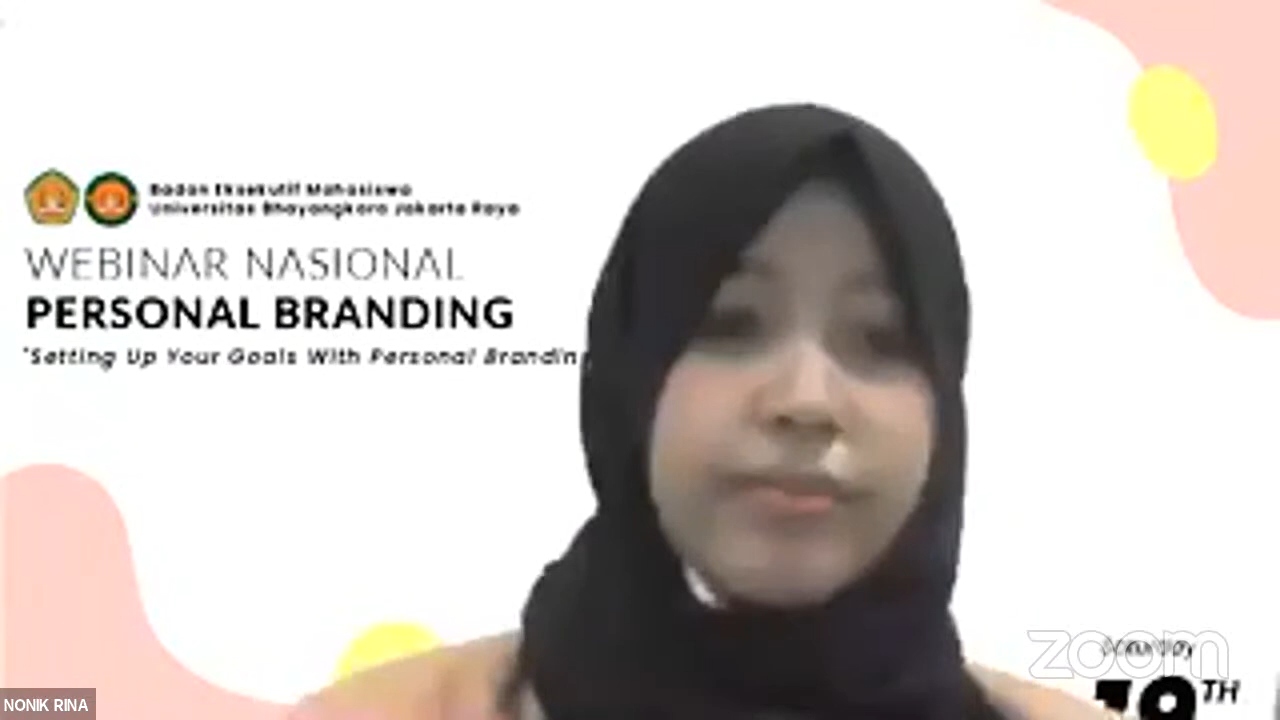 Badan Eksekutif Mahasiswa
Universitas Bhayangkara Jakarta Raya
WEBINAR NASIONAL
PERSONAL BRANDING
"Setting Up Your Goals With Personal Brandin
zoom
Saturday
19TH
NONIK RINA